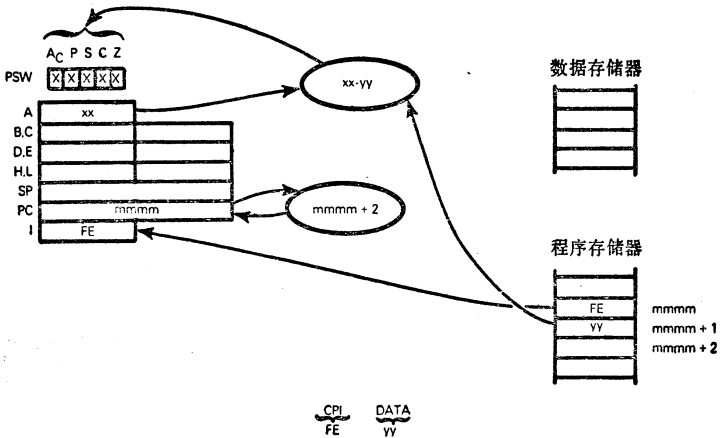 A_C P S C Z
PSW X X X X X
xx-yy
数据存储器
A xx
B.C
D.E
H.L
SP
PC mmmm
mmmm + 2
I FE
程序存储器
FE mmmm
yy mmmm + 1
mmmm + 2
CPI DATA
FE yy